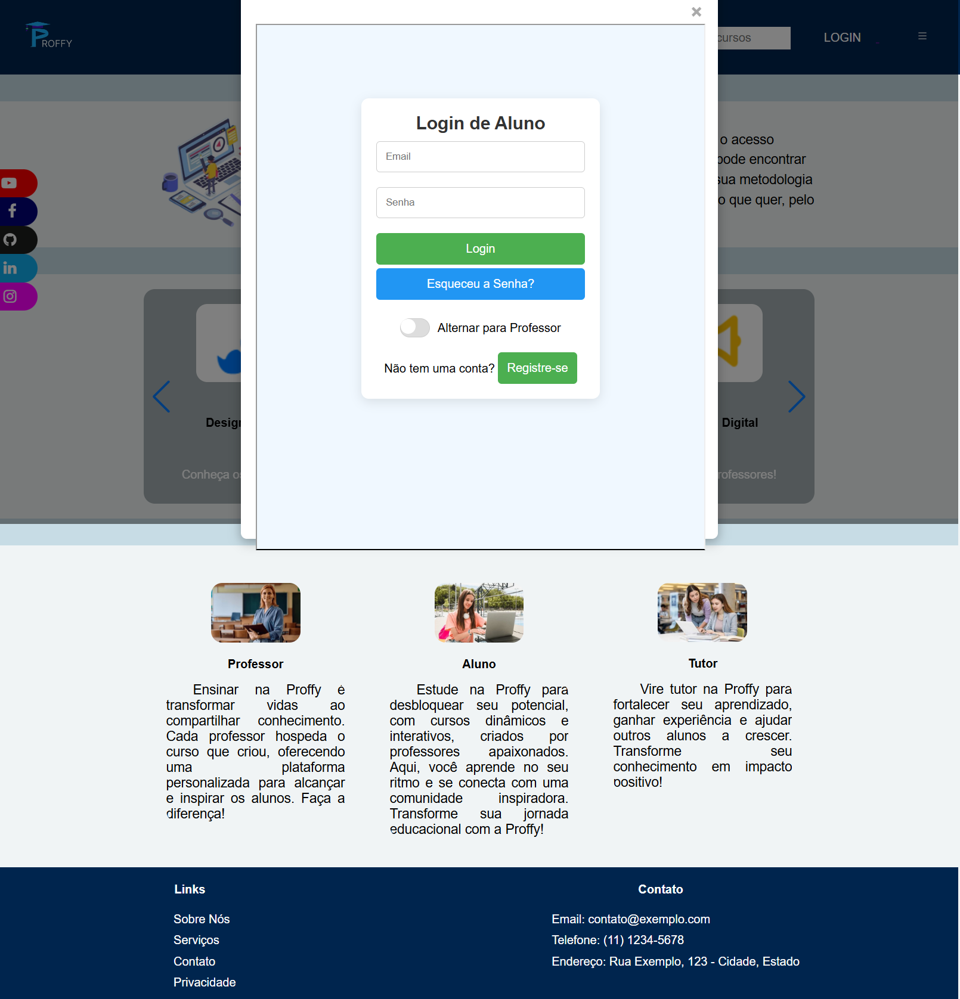 PROFFY
cursos
LOGIN
Login de Aluno
Email
Senha
Login
Esqueceu a Senha?
Alternar para Professor
Não tem uma conta? Registre-se
o acesso
pode encontrar
sua metodologia
o que quer, pelo
Design
Digital
Conheça os
rofessores!
Professor
Ensinar na Proffy é
transformar vidas ao
compartilhar conhecimento.
Cada professor hospeda o
curso que criou, oferecendo
uma plataforma
personalizada para alcançar
e inspirar os alunos. Faça a
diferença!
Aluno
Estude na Proffy para
desbloquear seu potencial,
com cursos dinâmicos e
interativos, criados por
professores apaixonados.
Aqui, você aprende no seu
ritmo e se conecta com uma
comunidade inspiradora.
Transforme sua jornada
educacional com a Proffy!
Tutor
Vire tutor na Proffy para
fortalecer seu aprendizado,
ganhar experiência e ajudar
outros alunos a crescer.
Transforme seu
conhecimento em impacto
positivo!
Links
Sobre Nós
Serviços
Contato
Privacidade
Contato
Email: contato@exemplo.com
Telefone: (11) 1234-5678
Endereço: Rua Exemplo, 123 - Cidade, Estado